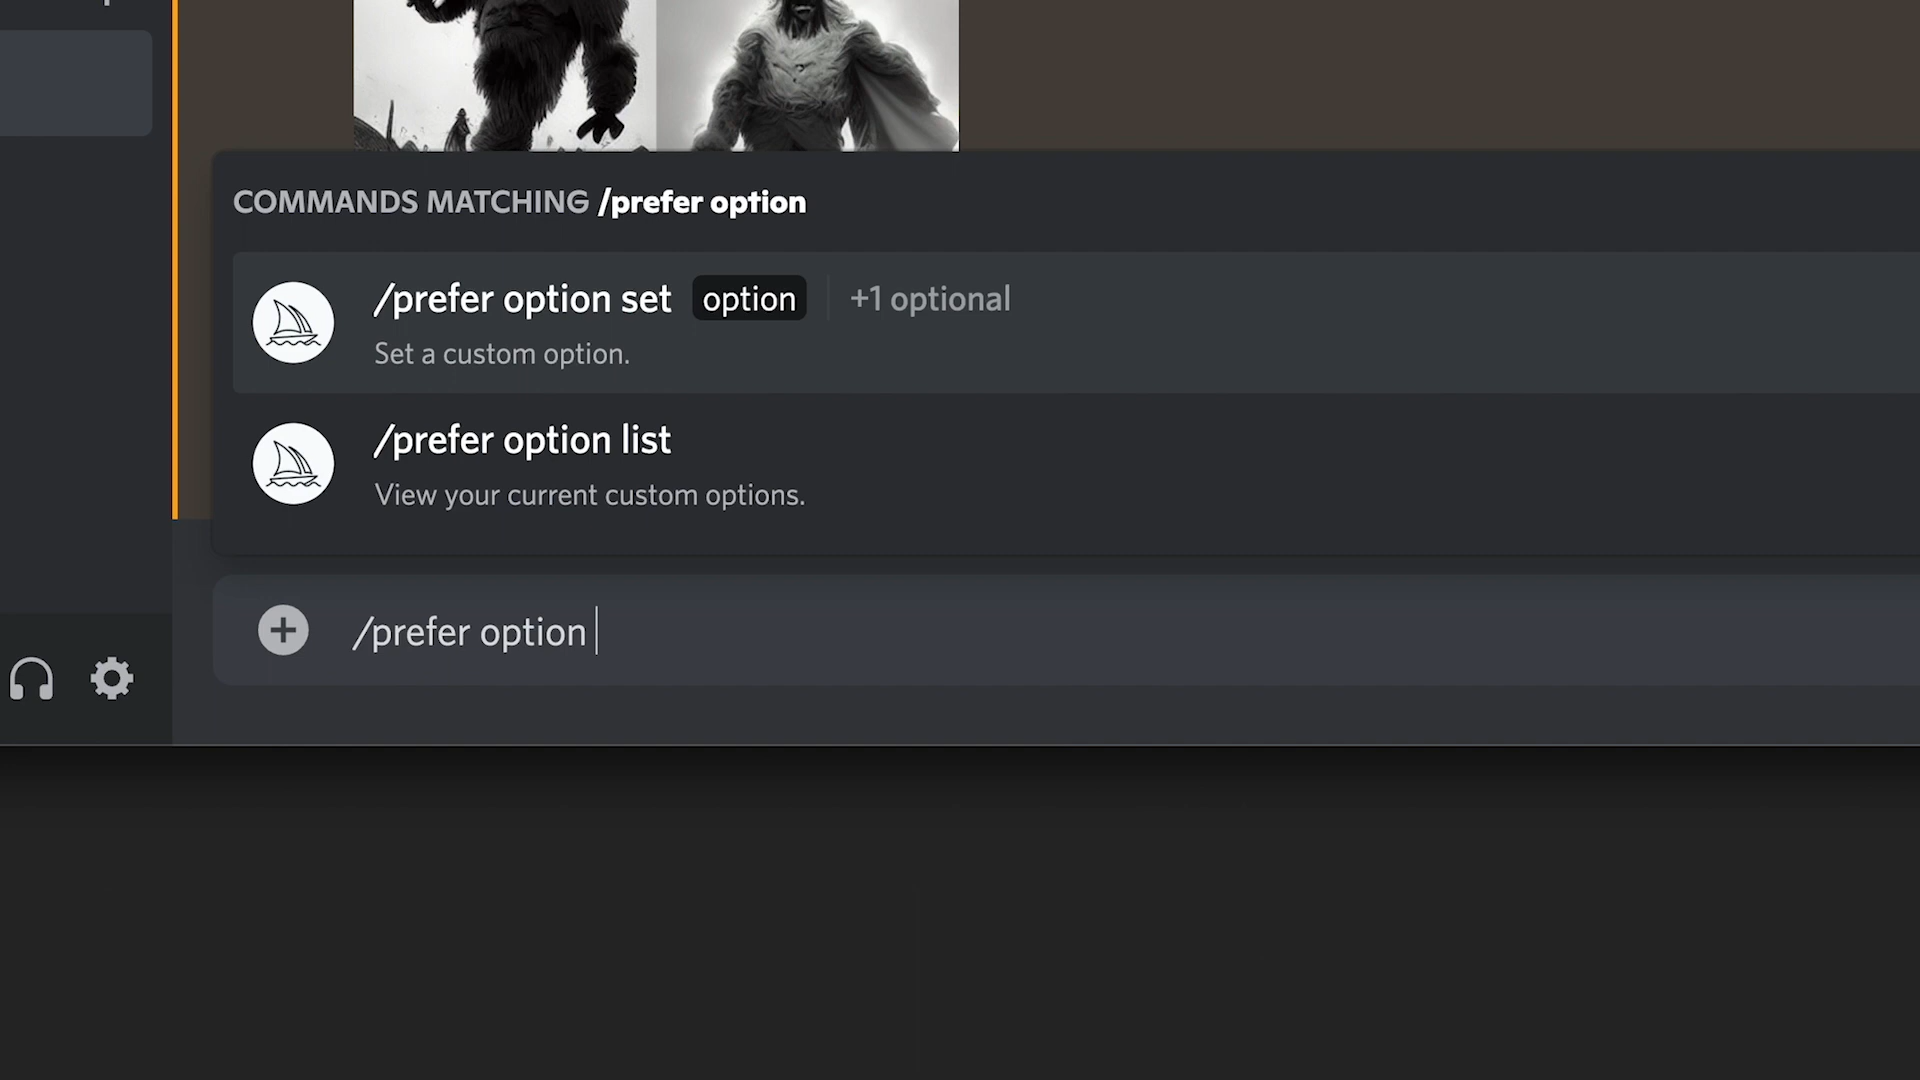 COMMANDS MATCHING /prefer option
/prefer option set option +1 optional
Set a custom option.
/prefer option list
View your current custom options.
/prefer option